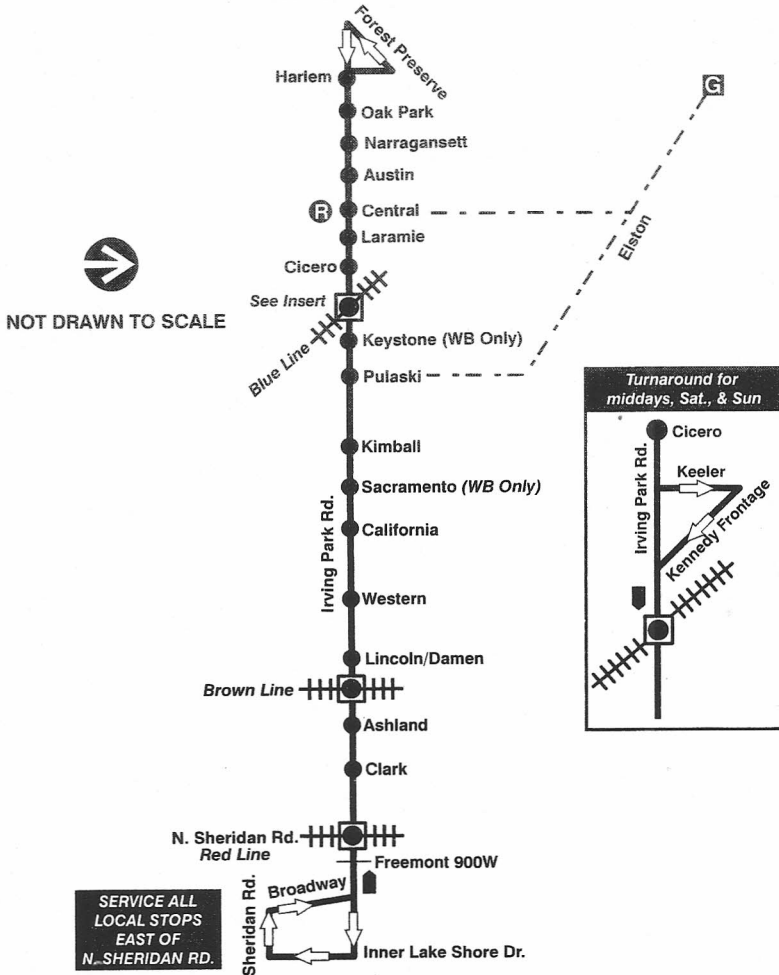 Forest Preserve
Harlem
G
Oak Park
Narragansett
Austin
R
Central
Laramie
Elston
Cicero
See Insert
NOT DRAWN TO SCALE
Blue Line
Keystone (WB Only)
Pulaski
Kimball
Sacramento (WB Only)
California
Irving Park Rd.
Western
Lincoln/Damen
Brown Line
Ashland
Clark
N. Sheridan Rd.
Red Line
Freemont 900W
Broadway
Sheridan Rd.
Inner Lake Shore Dr.
SERVICE ALL
LOCAL STOPS
EAST OF
N. SHERIDAN RD.
Turnaround for
middays, Sat., & Sun
Cicero
Keeler
Irving Park Rd.
Kennedy Frontage